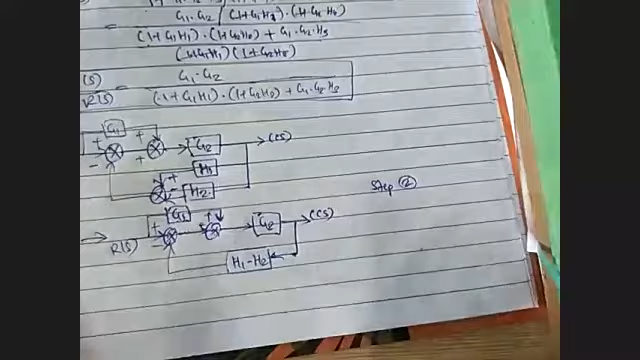 G₁.G₂ / (1+G₁H₁).(1+G₂H₂)
(1+G₁H₁).(1+G₂H₂) + G₁.G₂.H₃
(1+G₁H₁)(1+G₂H₂)
G₁.G₂
R(S)
(1+G₁H₁).(1+G₂H₂) + G₁.G₂.H₃
G₁
+ + G₂ C(S)
- +
+ H₁
- H₂
Step ②
G₁ + G₂ C(S)
R(S) + -
H₁-H₂